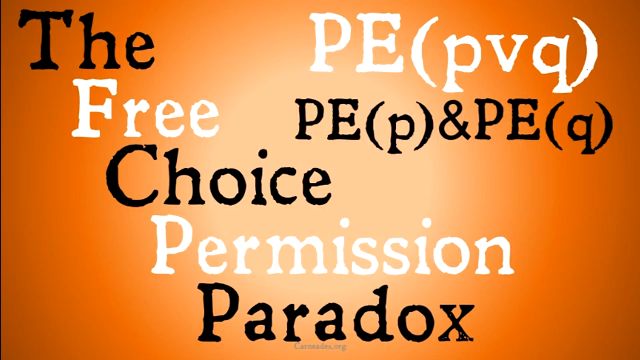 The
Free
Choice
Permission
Paradox
PE(pvq)
PE(p)&PE(q)
Carneades.org